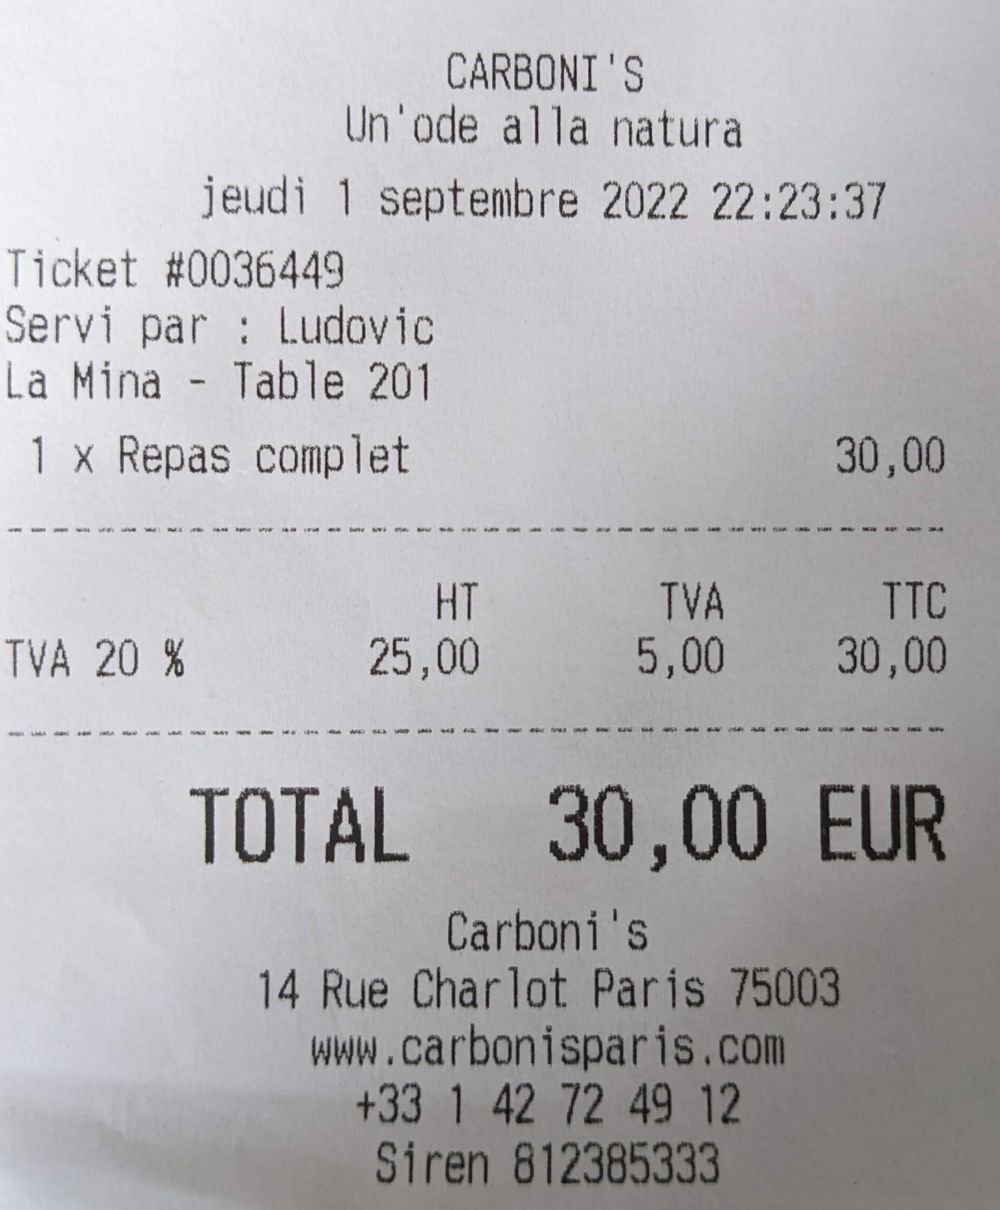 CARBONI'S
Un'ode alla natura
jeudi 1 septembre 2022 22:23:37
Ticket #0036449
Servi par : Ludovic
La Mina - Table 201
1 x Repas complet 30,00
HT TVA TTC
TVA 20 % 25,00 5,00 30,00
TOTAL 30,00 EUR
Carboni's
14 Rue Charlot Paris 75003
www.carbonisparis.com
+33 1 42 72 49 12
Siren 812385333